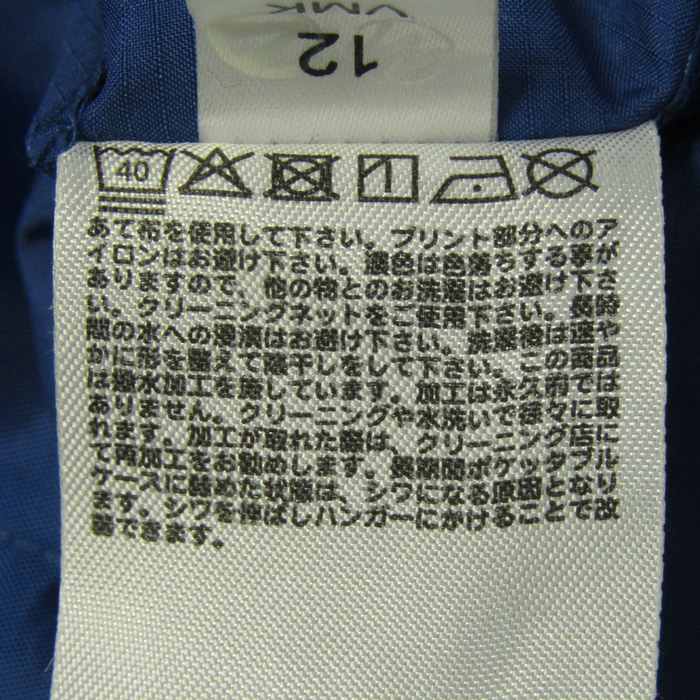 VMK
12
40
あて布を使用して下さい。プリント部分へのア
イロンはお避け下さい。濃色は色落ちする事が
ありますので、他の物とのお洗濯はお避け下さ
い。クリーニングネットをご使用下さい。長時
間の水への浸漬はお避け下さい。洗濯後は速や
かに形を整えて陰干しをして下さい。この商品
は撥水加工を施しています。加工は永久的では
ありません。クリーニングや水洗いで徐々に取
れます。加工が取れた際は、クリーニング店に
て再加工をお勧めします。長期間ポケッタブル
ケースに詰めた状態は、シワになる原因となり
ます。シワを伸ばしハンガーにかけることで改
善できます。